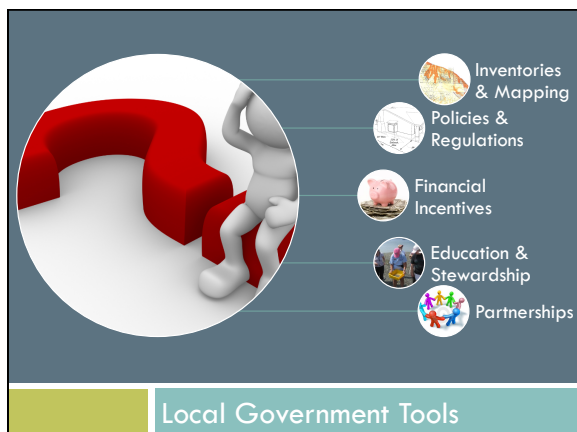 Inventories
& Mapping
Policies &
Regulations
Financial
Incentives
Education &
Stewardship
Partnerships
Local Government Tools